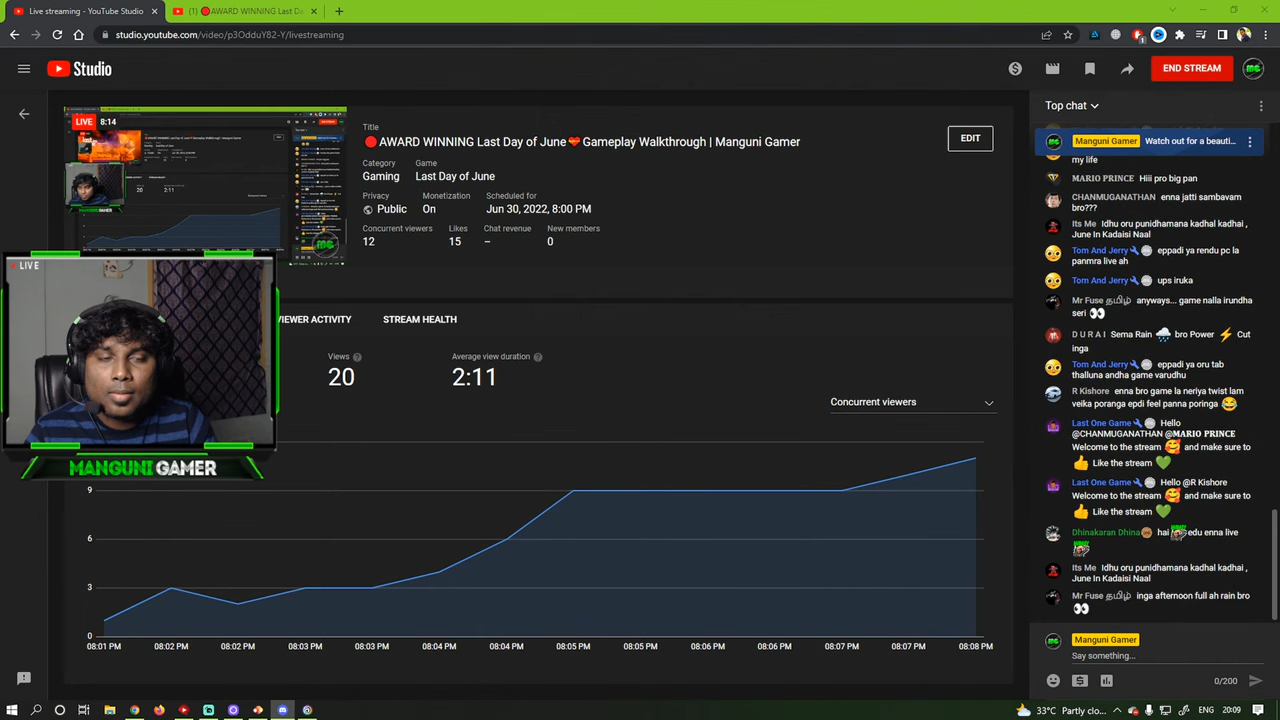 Live streaming - YouTube Studio
(1) 🔴AWARD WINNING Last Da
studio.youtube.com/video/p3OdduY82-Y/livestreaming
Studio
END STREAM
LIVE 8:14
Title
🔴AWARD WINNING Last Day of June❤️Gameplay Walkthrough | Manguni Gamer
EDIT
Category
Game
Gaming
Last Day of June
Privacy
Monetization
Scheduled for
Public
On
Jun 30, 2022, 8:00 PM
Concurrent viewers
Likes
Chat revenue
New members
12
15
–
0
LIVE
MANGUNI GAMER
VIEWER ACTIVITY
STREAM HEALTH
Views
Average view duration
20
2:11
Concurrent viewers
9
6
3
0
08:01 PM 08:02 PM 08:02 PM 08:03 PM 08:03 PM 08:04 PM 08:04 PM 08:05 PM 08:05 PM 08:06 PM 08:06 PM 08:07 PM 08:07 PM 08:08 PM
Top chat
Manguni Gamer Watch out for a beauti...
my life
MARIO PRINCE Hiii pro big pan
CHANMUGANATHAN enna jatti sambavam
bro???
Its Me Idhu oru punidhamana kadhal kadhai ,
June In Kadaisi Naal
Tom And Jerry eppadi ya rendu pc la
panmra live ah
Tom And Jerry ups iruka
Mr Fuse தமிழ் anyways... game nalla irundha
seri 👀
D U R A I Sema Rain 🌧️ bro Power ⚡ Cut
inga
Tom And Jerry eppadi ya oru tab
thalluna andha game varudhu
R Kishore enna bro game la neriya twist lam
veika poranga epdi feel panna poringa 😂
Last One Game Hello
@CHANMUGANATHAN @MARIO PRINCE
Welcome to the stream 🥰 and make sure to
👍 Like the stream 💚
Last One Game Hello @R Kishore
Welcome to the stream 🥰 and make sure to
👍 Like the stream 💚
Dhinakaran Dhina hai edu enna live
Its Me Idhu oru punidhamana kadhal kadhai ,
June In Kadaisi Naal
Mr Fuse தமிழ் inga afternoon full ah rain bro
👀
Manguni Gamer
Say something...
0/200
33°C Partly clo... ENG 20:09